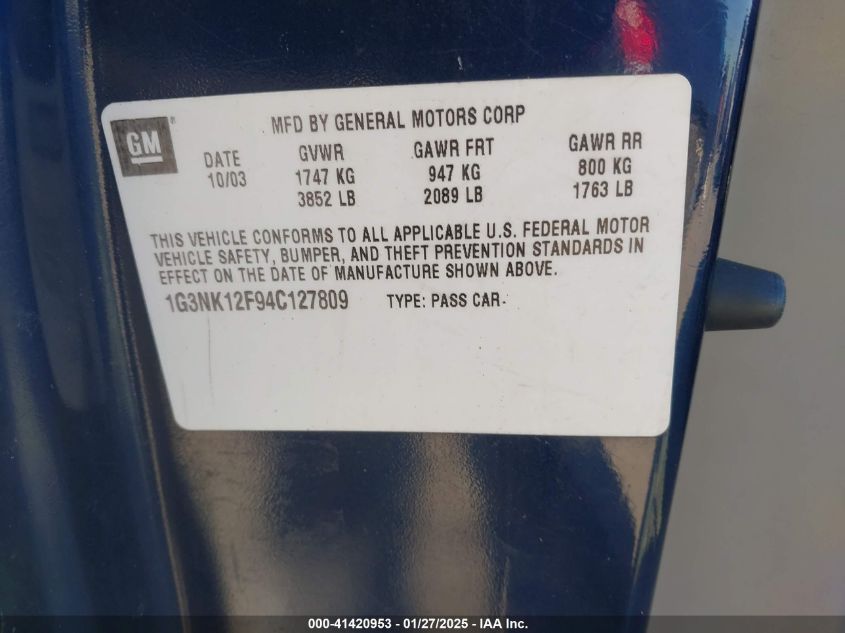 GM
MFD BY GENERAL MOTORS CORP
DATE GVWR GAWR FRT GAWR RR
10/03 1747 KG 947 KG 800 KG
3852 LB 2089 LB 1763 LB
THIS VEHICLE CONFORMS TO ALL APPLICABLE U.S. FEDERAL MOTOR
VEHICLE SAFETY, BUMPER, AND THEFT PREVENTION STANDARDS IN
EFFECT ON THE DATE OF MANUFACTURE SHOWN ABOVE.
1G3NK12F94C127809 TYPE: PASS CAR
000-41420953 — 01/27/2025 — IAA Inc.